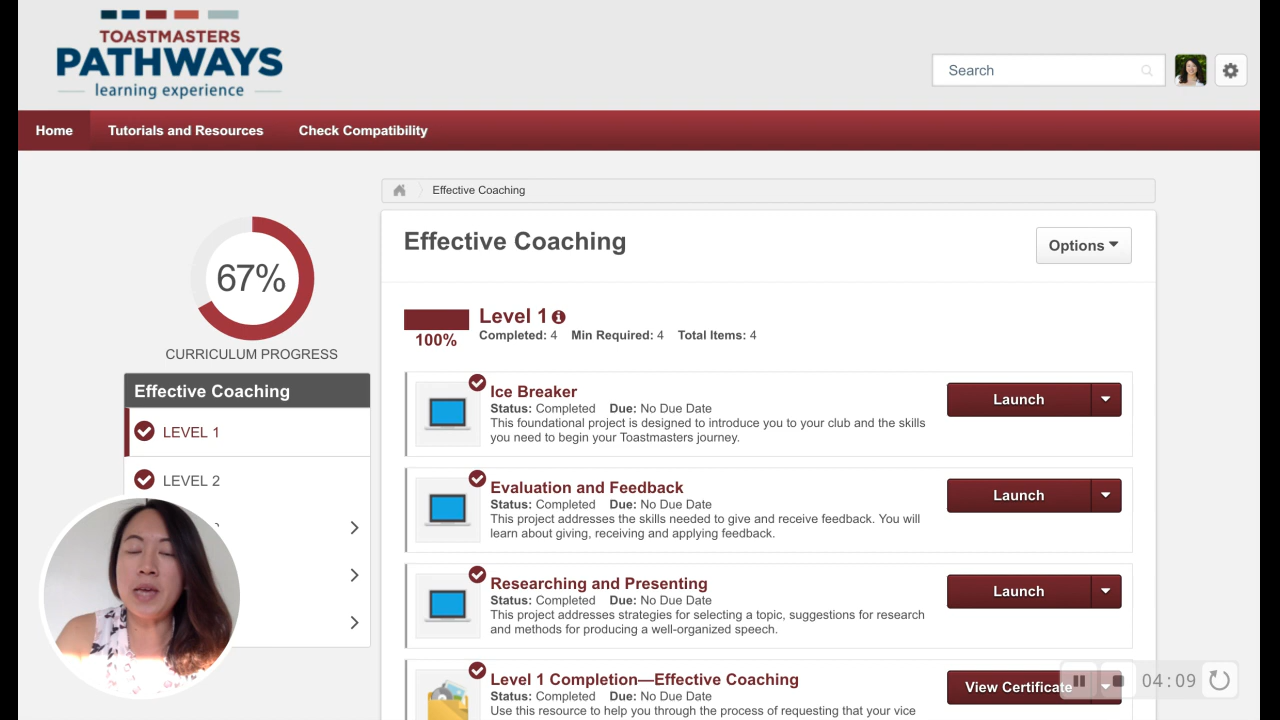 TOASTMASTERS
PATHWAYS
learning experience
Search
Home
Tutorials and Resources
Check Compatibility
Effective Coaching
67%
CURRICULUM PROGRESS
Effective Coaching
LEVEL 1
LEVEL 2
Effective Coaching
Options
100%
Level 1
Completed: 4 Min Required: 4 Total Items: 4
Ice Breaker
Status: Completed Due: No Due Date
This foundational project is designed to introduce you to your club and the skills
you need to begin your Toastmasters journey.
Launch
Evaluation and Feedback
Status: Completed Due: No Due Date
This project addresses the skills needed to give and receive feedback. You will
learn about giving, receiving and applying feedback.
Launch
Researching and Presenting
Status: Completed Due: No Due Date
This project addresses strategies for selecting a topic, suggestions for research
and methods for producing a well-organized speech.
Launch
Level 1 Completion—Effective Coaching
Status: Completed Due: No Due Date
Use this resource to help you through the process of requesting that your vice
View Certificate
04:09